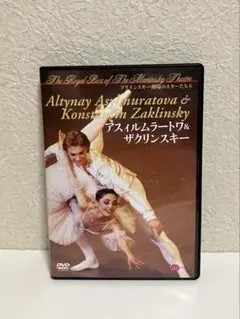 The Royal Box of The Mariinsky Theatre
マリインスキー劇場のスターたち
Altynay Asylmuratova &
Konstantin Zaklinsky
アスィルムラートワ&
ザクリンスキー
DVD